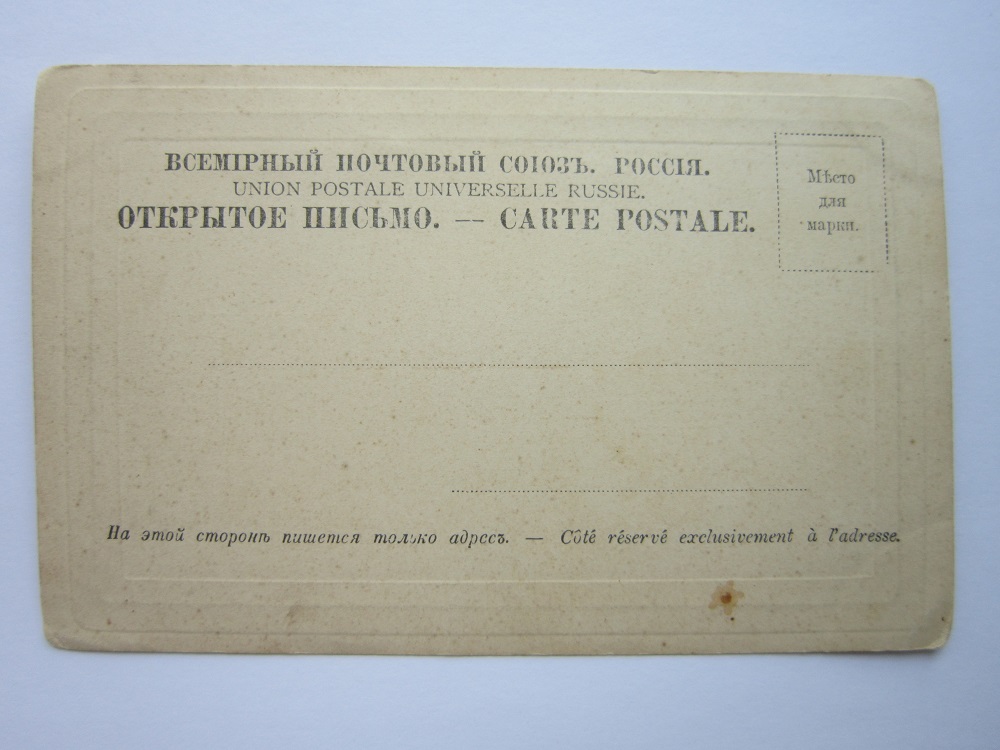 ВСЕМІРНЫЙ ПОЧТОВЫЙ СОЮЗЪ. РОССІЯ.
UNION POSTALE UNIVERSELLE RUSSIE.
ОТКРЫТОЕ ПИСЬМО. — CARTE POSTALE.
Мѣсто
для
марки.
На этой сторонѣ пишется только адресъ. — Côté réservé exclusivement à l'adresse.